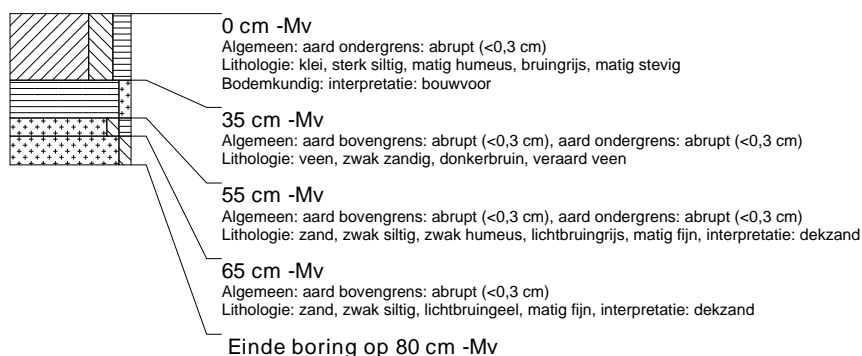 0 cm -Mv
Algemeen: aard ondergrens: abrupt (<0,3 cm)
Lithologie: klei, sterk siltig, matig humeus, bruingrijs, matig stevig
Bodemkundig: interpretatie: bouwvoor
35 cm -Mv
Algemeen: aard bovengrens: abrupt (<0,3 cm), aard ondergrens: abrupt (<0,3 cm)
Lithologie: veen, zwak zandig, donkerbruin, veraard veen
55 cm -Mv
Algemeen: aard bovengrens: abrupt (<0,3 cm), aard ondergrens: abrupt (<0,3 cm)
Lithologie: zand, zwak siltig, zwak humeus, lichtbruingrijs, matig fijn, interpretatie: dekzand
65 cm -Mv
Algemeen: aard bovengrens: abrupt (<0,3 cm)
Lithologie: zand, zwak siltig, lichtbruingeel, matig fijn, interpretatie: dekzand
Einde boring op 80 cm -Mv